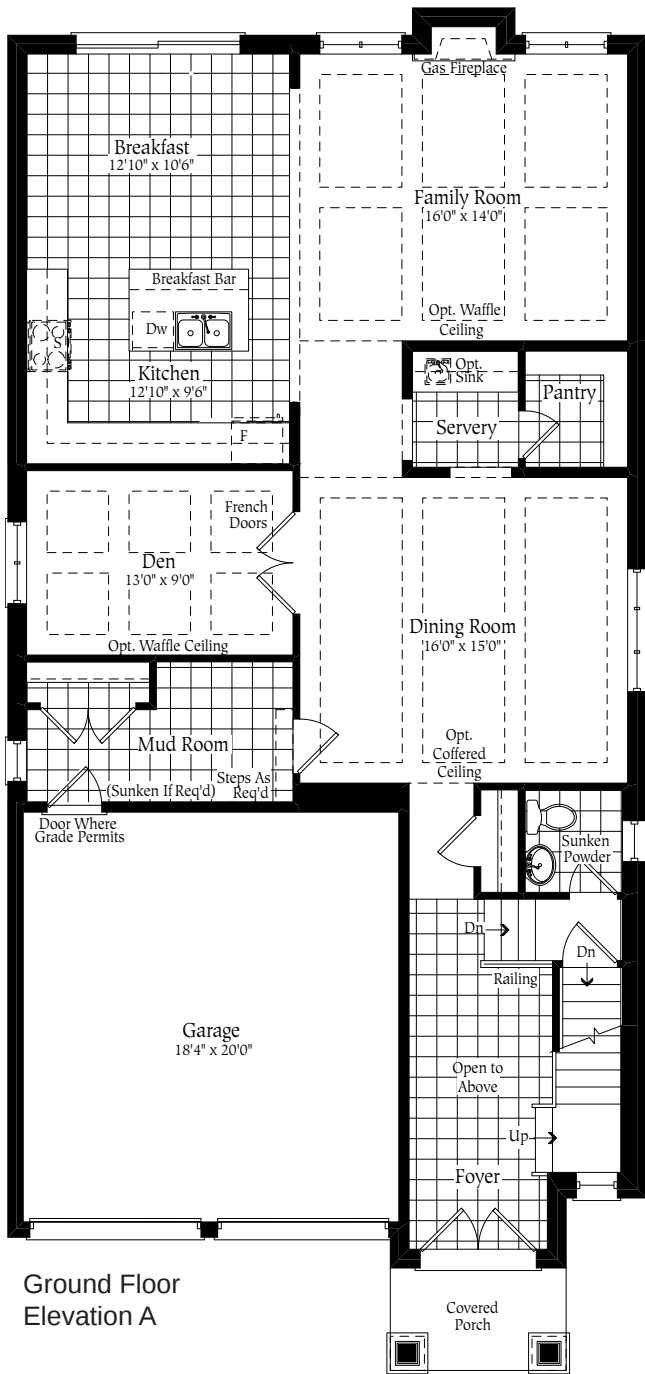 Gas Fireplace
Breakfast
12'10" x 10'6"
Family Room
16'0" x 14'0"
Breakfast Bar
Opt. Waffle
Ceiling
Dw
S
Kitchen
12'10" x 9'6"
Opt.
Sink
Pantry
Servery
F
French
Doors
Den
13'0" x 9'0"
Opt. Waffle Ceiling
Dining Room
16'0" x 15'0"
Mud Room
(Sunken If Req'd)
Steps As
Req'd
Opt.
Coffered
Ceiling
Door Where
Grade Permits
Sunken
Powder
Dn
Dn
Railing
Garage
18'4" x 20'0"
Open to
Above
Up
Foyer
Ground Floor
Elevation A
Covered
Porch